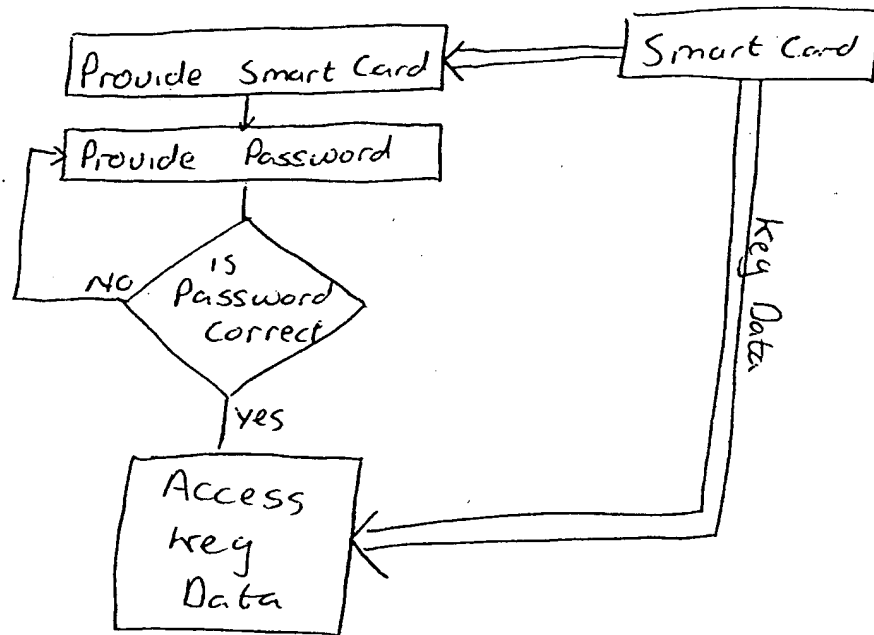 Provide Smart Card
Smart Card
Provide Password
is
Password
Correct
NO
Yes
Key Data
Access
Key
Data